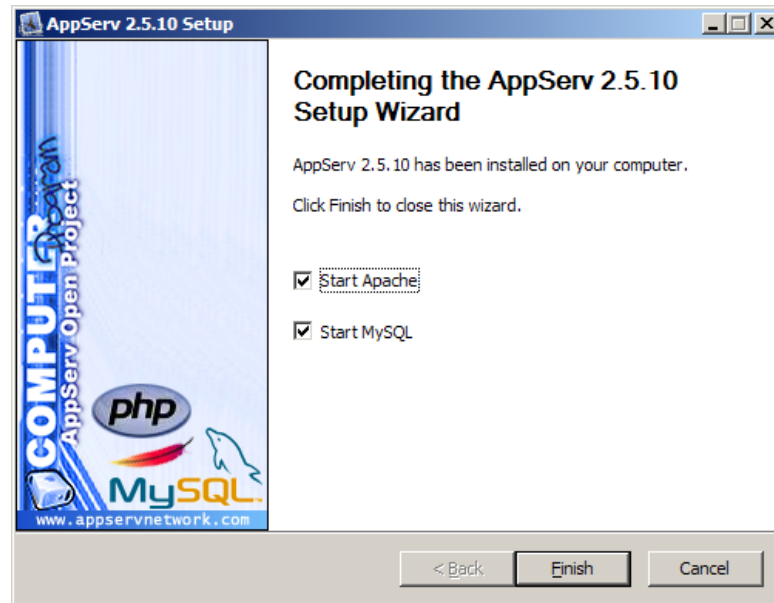 AppServ 2.5.10 Setup
Completing the AppServ 2.5.10
Setup Wizard
AppServ 2.5.10 has been installed on your computer.
Click Finish to close this wizard.
Start Apache
Start MySQL
COMPUTER
Program
AppServ Open Project
php
MySQL
www.appservnetwork.com
< Back
Finish
Cancel